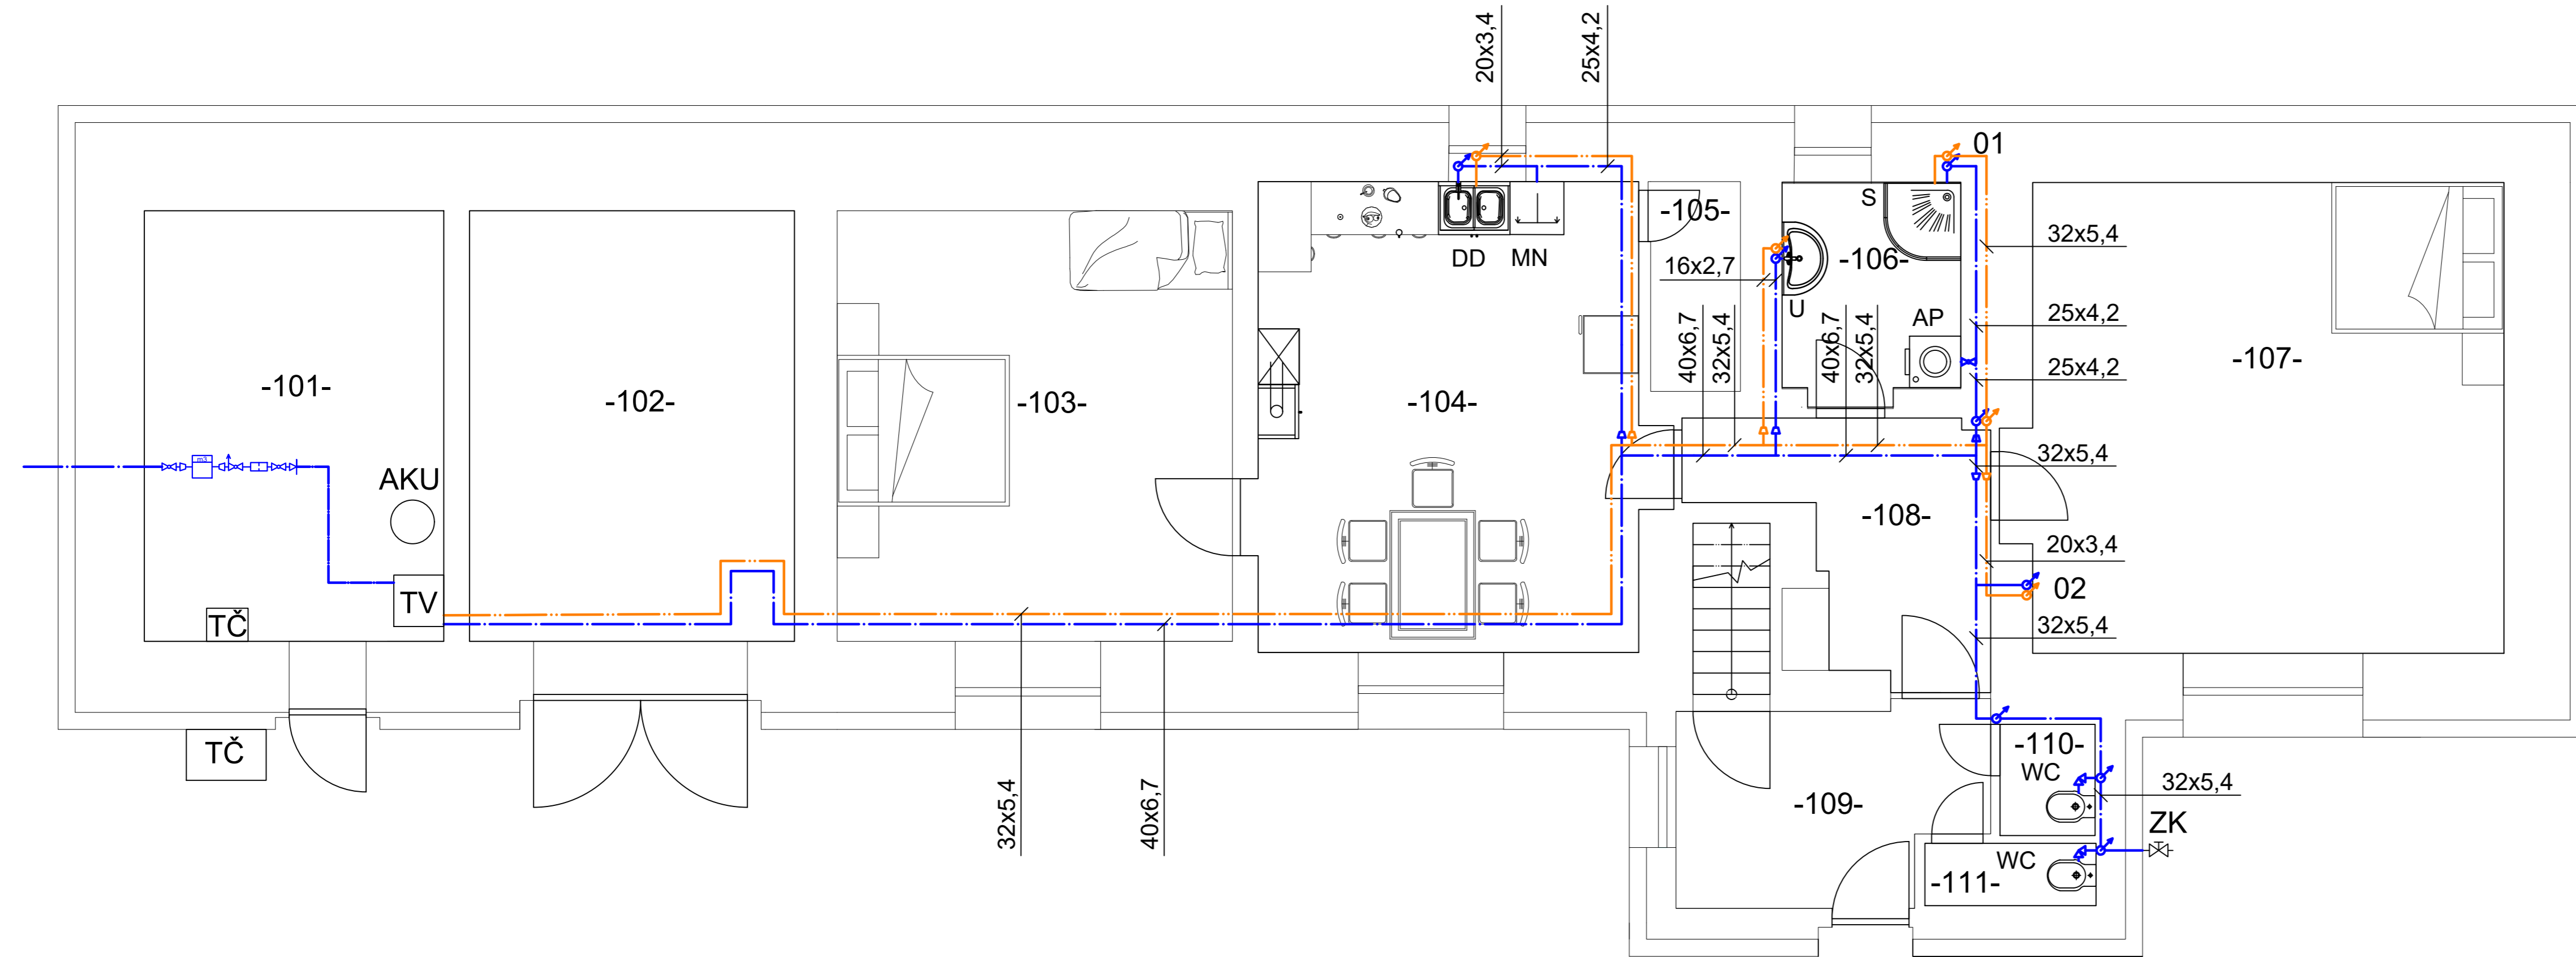 20x3,4
25x4,2
01
-105-
S
32x5,4
DD
MN
16x2,7
-106-
U
40x6,7
32x5,4
40x6,7
32x5,4
AP
25x4,2
25x4,2
-107-
-101-
-102-
-103-
-104-
m3
AKU
32x5,4
-108-
20x3,4
TV
02
TČ
32x5,4
TČ
-110-
WC
32x5,4
32x5,4
40x6,7
-109-
ZK
WC
-111-